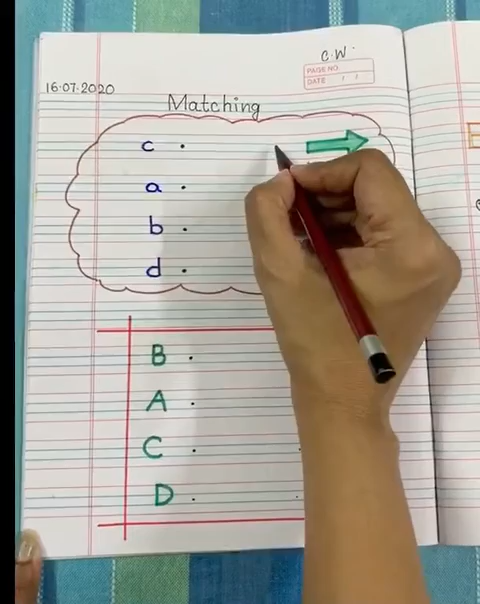 C.W.
PAGE NO.
DATE / /
16.07.2020
Matching
c .
a .
b .
d .
B .
A .
C .
D .